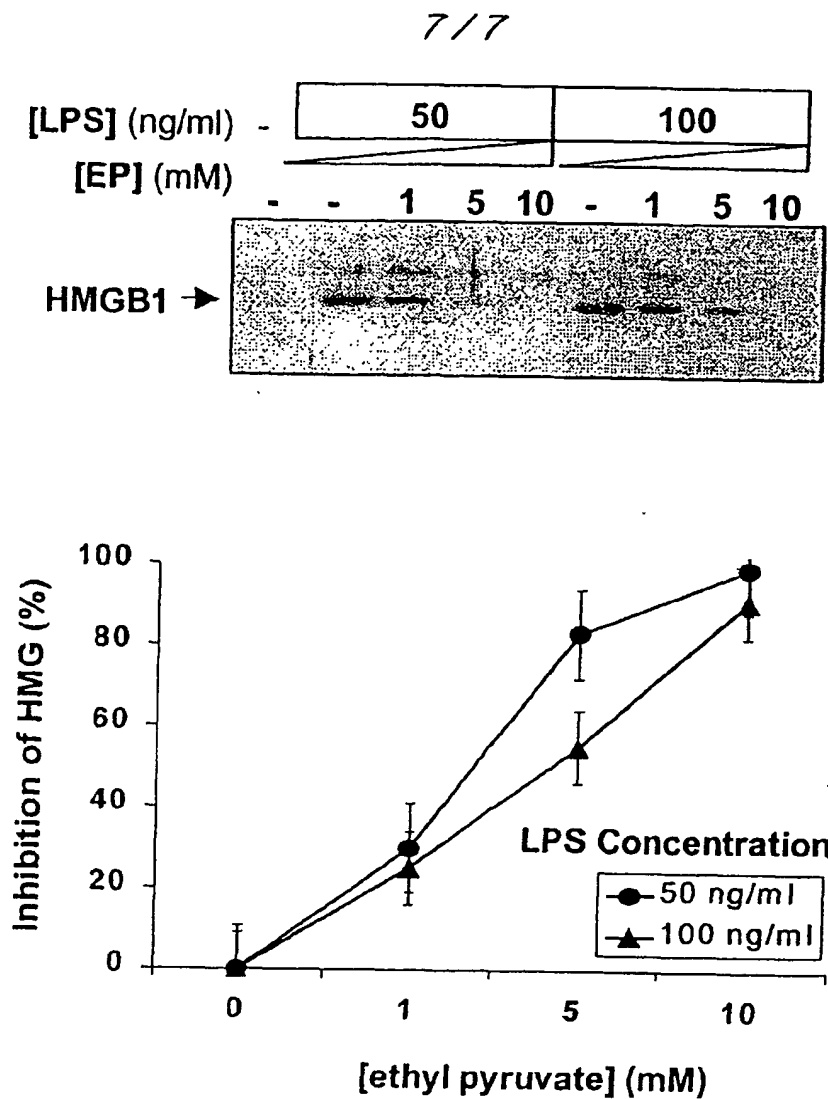 7/7
[LPS] (ng/ml) - 50 100
[EP] (mM)
- - 1 5 10 - 1 5 10
HMGB1
100
80
60
40
20
0
Inhibition of HMG (%)
LPS Concentration
50 ng/ml
100 ng/ml
0 1 5 10
[ethyl pyruvate] (mM)